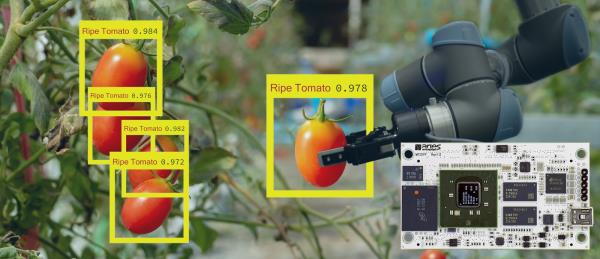 Ripe Tomato 0.984
Ripe Tomato 0.976
Ripe Tomato 0.982
Ripe Tomato 0.972
Ripe Tomato 0.978
aries